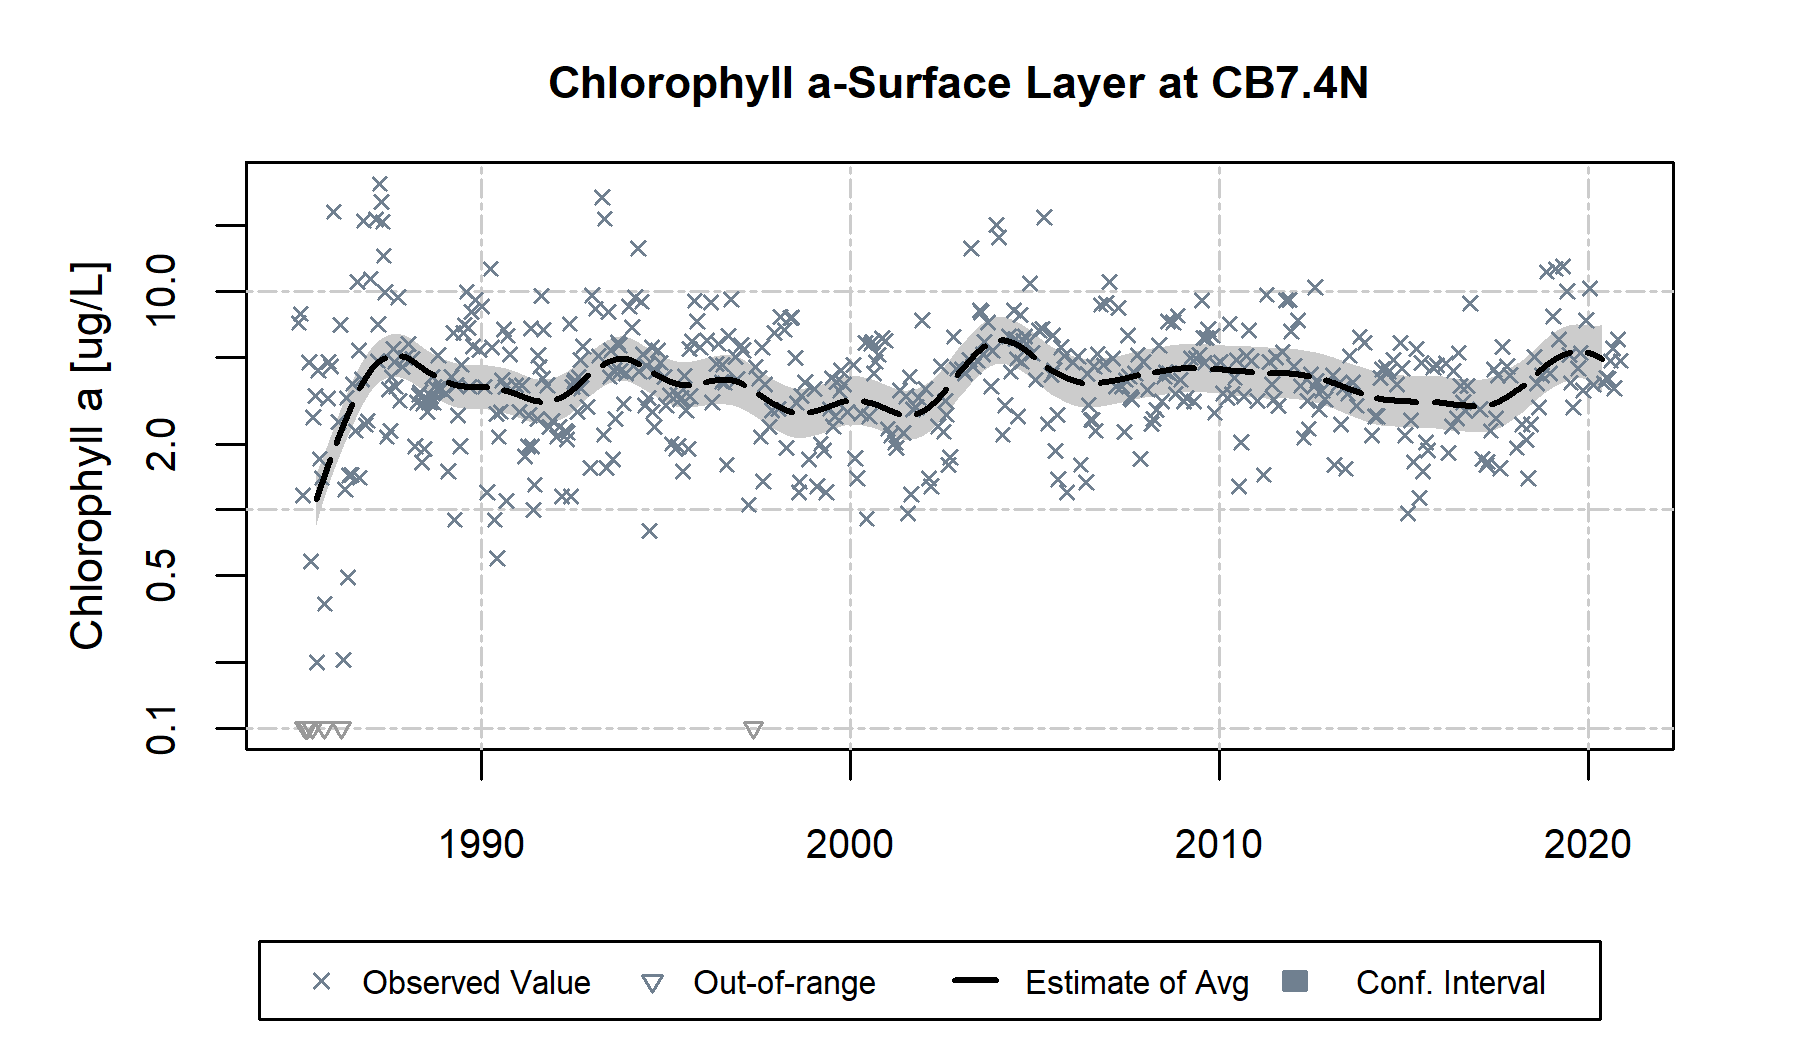 Chlorophyll a-Surface Layer at CB7.4N
Chlorophyll a [ug/L]
10.0
2.0
0.5
0.1
1990 2000 2010 2020
Observed Value Out-of-range Estimate of Avg Conf. Interval